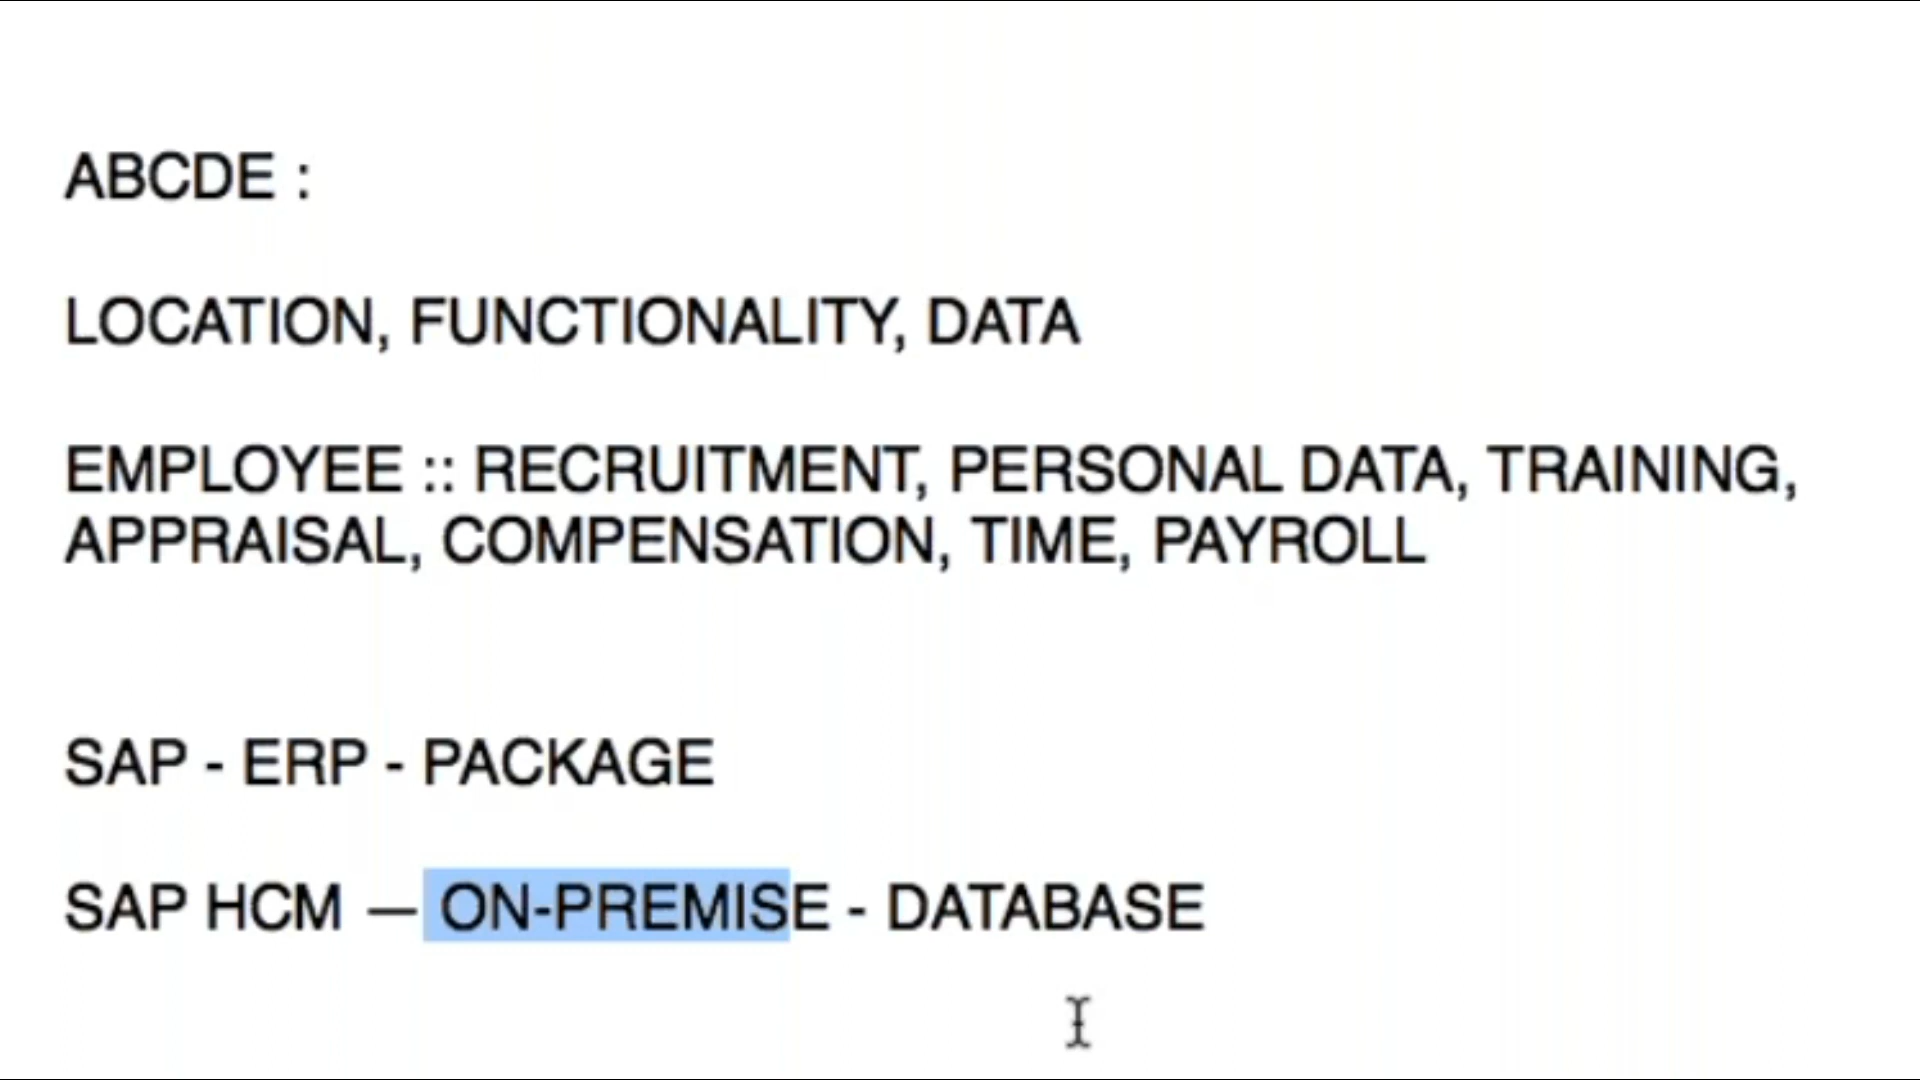 ABCDE :
LOCATION, FUNCTIONALITY, DATA
EMPLOYEE :: RECRUITMENT, PERSONAL DATA, TRAINING,
APPRAISAL, COMPENSATION, TIME, PAYROLL
SAP - ERP - PACKAGE
SAP HCM — ON-PREMISE - DATABASE